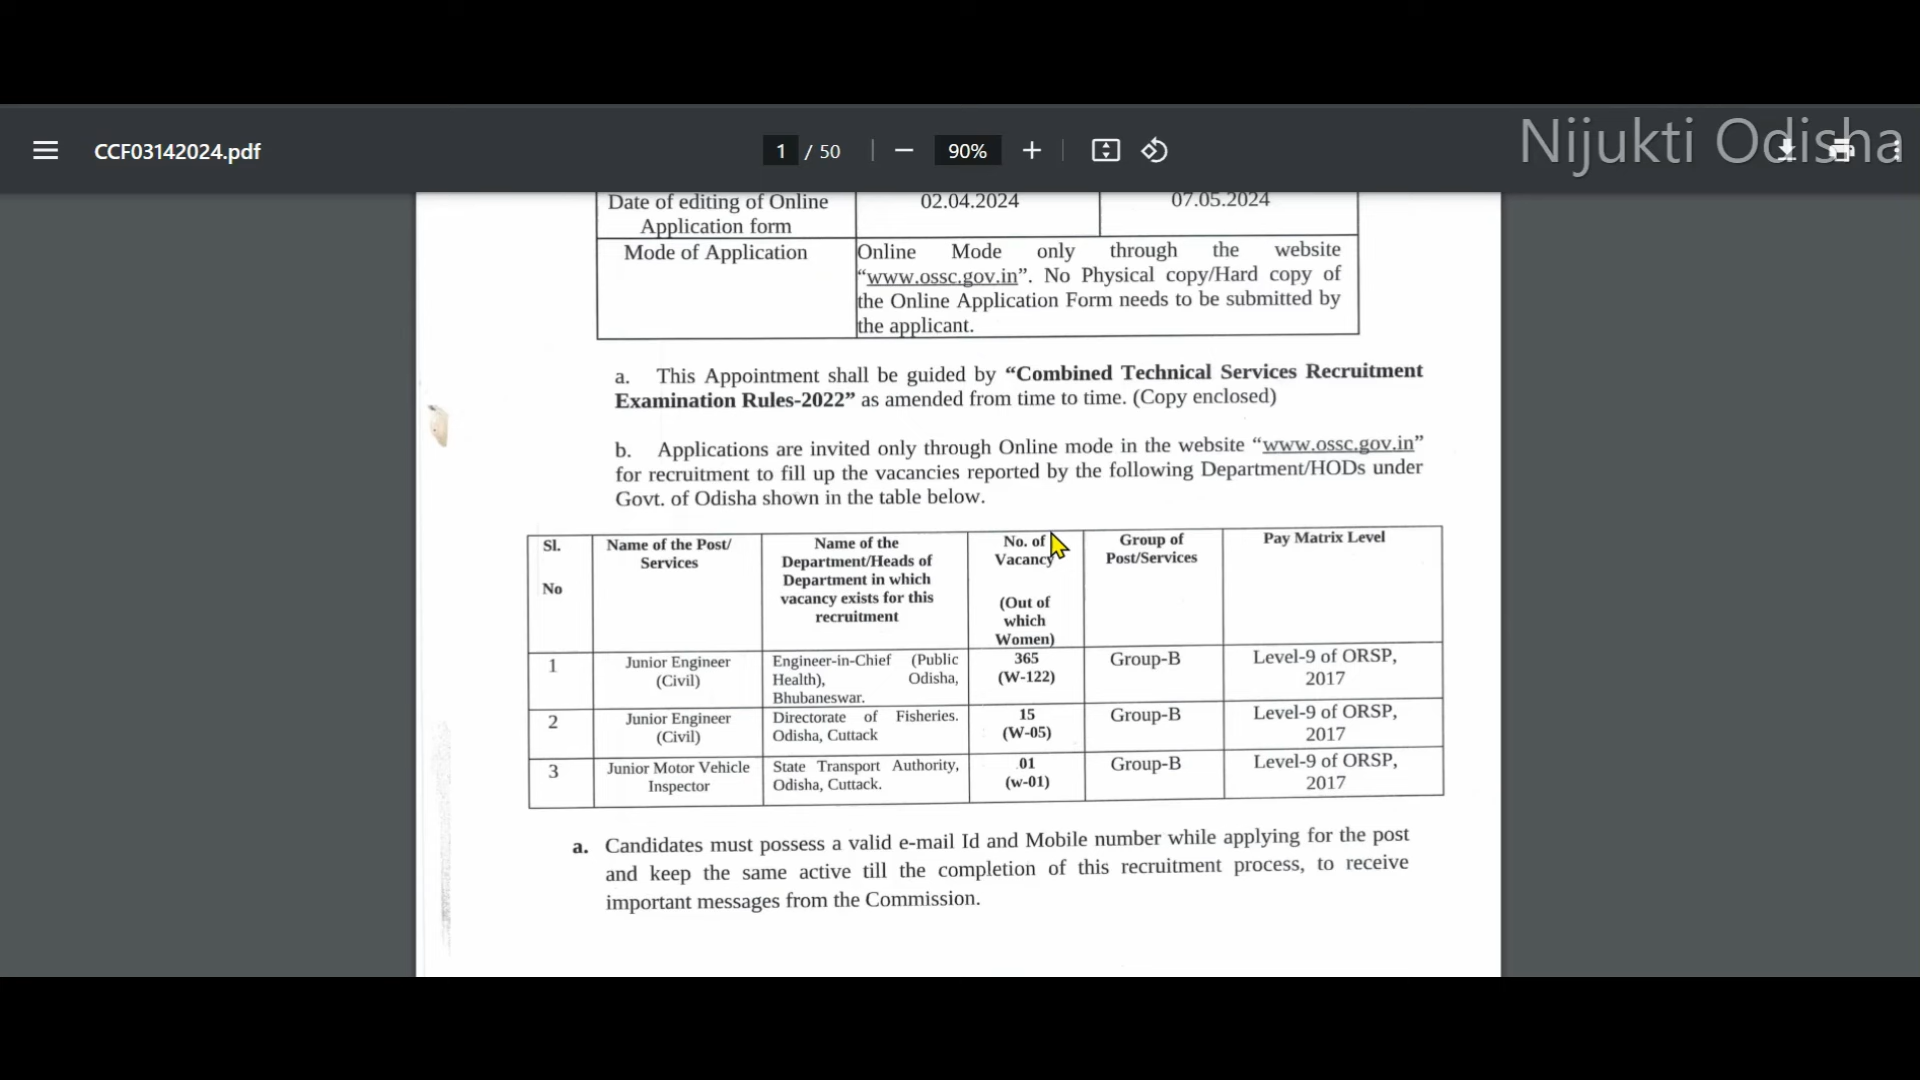 CCF03142024.pdf
1 / 50
90%
Nijukti Odisha
Date of editing of Online Application form
02.04.2024
07.05.2024
Mode of Application
Online Mode only through the website
“www.ossc.gov.in”. No Physical copy/Hard copy of
the Online Application Form needs to be submitted by
the applicant.
a. This Appointment shall be guided by “Combined Technical Services Recruitment
Examination Rules-2022” as amended from time to time. (Copy enclosed)
b. Applications are invited only through Online mode in the website “www.ossc.gov.in”
for recruitment to fill up the vacancies reported by the following Department/HODs under
Govt. of Odisha shown in the table below.
Sl.
No
Name of the Post/
Services
Name of the
Department/Heads of
Department in which
vacancy exists for this
recruitment
No. of
Vacancy
(Out of
which
Women)
Group of
Post/Services
Pay Matrix Level
1
Junior Engineer
(Civil)
Engineer-in-Chief (Public
Health), Odisha,
Bhubaneswar.
365
(W-122)
Group-B
Level-9 of ORSP,
2017
2
Junior Engineer
(Civil)
Directorate of Fisheries.
Odisha, Cuttack
15
(W-05)
Group-B
Level-9 of ORSP,
2017
3
Junior Motor Vehicle
Inspector
State Transport Authority,
Odisha, Cuttack.
01
(w-01)
Group-B
Level-9 of ORSP,
2017
a. Candidates must possess a valid e-mail Id and Mobile number while applying for the post
and keep the same active till the completion of this recruitment process, to receive
important messages from the Commission.